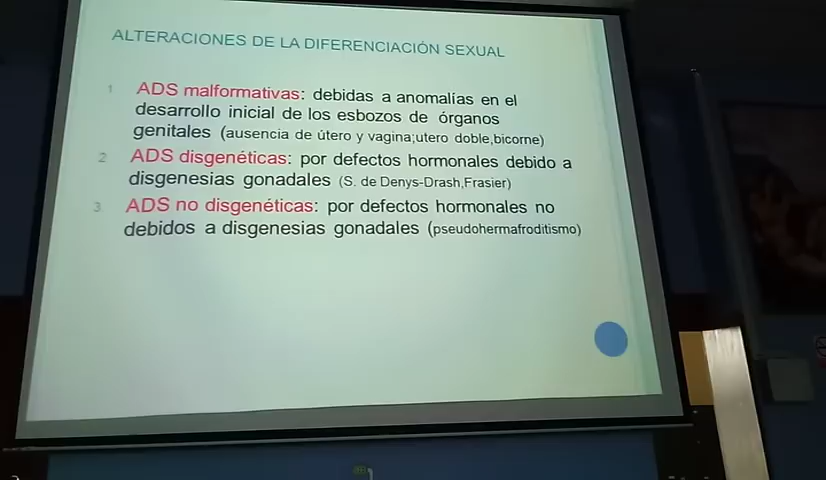 ALTERACIONES DE LA DIFERENCIACIÓN SEXUAL
1 ADS malformativas: debidas a anomalías en el
desarrollo inicial de los esbozos de órganos
genitales (ausencia de útero y vagina;utero doble,bicorne)
2 ADS disgenéticas: por defectos hormonales debido a
disgenesias gonadales (S. de Denys-Drash,Frasier)
3 ADS no disgenéticas: por defectos hormonales no
debidos a disgenesias gonadales (pseudohermafroditismo)